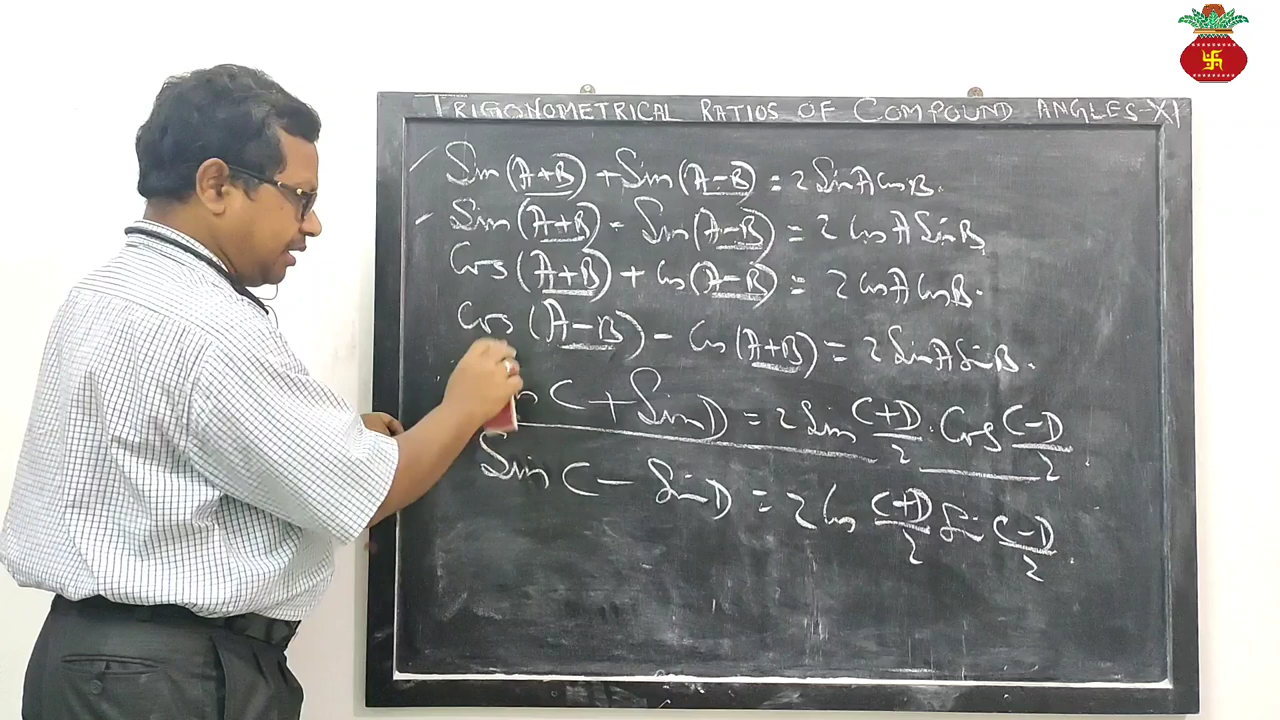 TRIGONOMETRICAL RATIOS OF COMPOUND ANGLES-XI
Sin (A+B) + Sin (A-B) = 2 Sin A Cos B.
Sin (A+B) - Sin (A-B) = 2 Cos A Sin B,
Cos (A+B) + Cos (A-B) = 2 Cos A Cos B.
Cos (A-B) - Cos (A+B) = 2 Sin A Sin B.
C + Sin D = 2 Sin C+D/2 . Cos C-D/2
Sin C - Sin D = 2 Cos C+D/2 Sin C-D/2 .